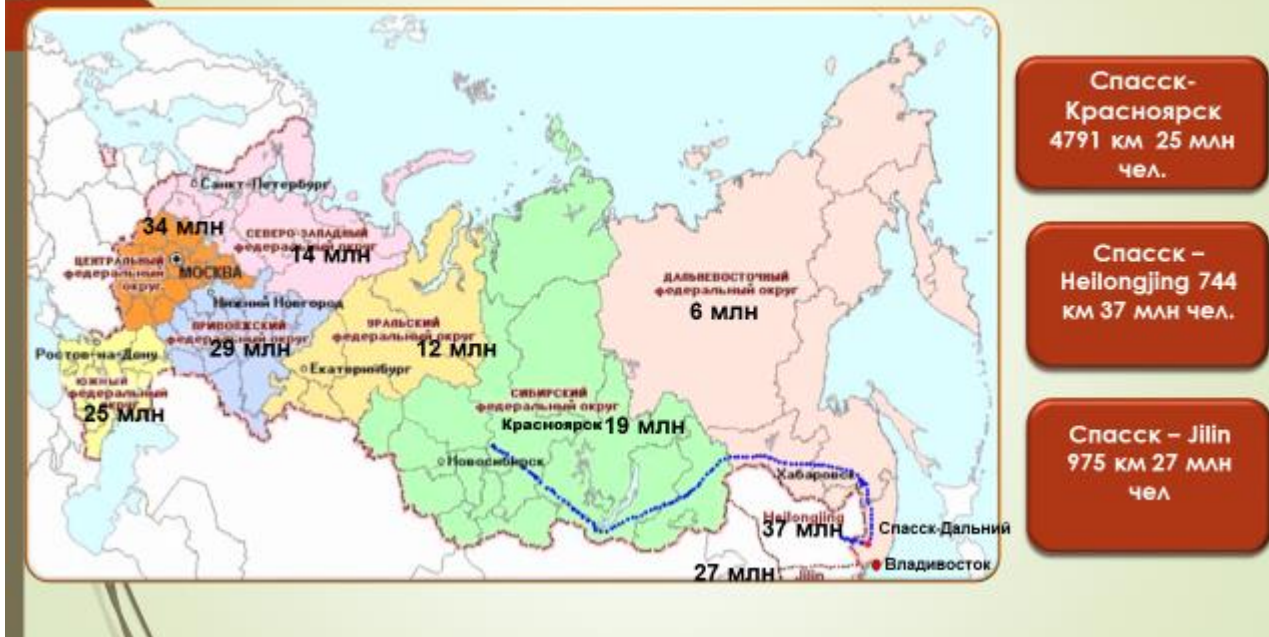 Санкт-Петербург
34 млн
СЕВЕРО-ЗАПАДНЫЙ
федеральный округ
14 млн
ЦЕНТРАЛЬНЫЙ
федеральный
округ
МОСКВА
Нижний Новгород
ПРИВОЛЖСКИЙ
федеральный округ
29 млн
УРАЛЬСКИЙ
федеральный округ
12 млн
Екатеринбург
Ростов-на-Дону
ЮЖНЫЙ
федеральный
округ
25 млн
ДАЛЬНЕВОСТОЧНЫЙ
федеральный округ
6 млн
СИБИРСКИЙ
федеральный округ
Красноярск 19 млн
Новосибирск
Хабаровск
Heilongjing
37 млн
Спасск-Дальний
Владивосток
27 млн
Jilin
Спасск-
Красноярск
4791 км 25 млн
чел.
Спасск –
Heilongjing 744
км 37 млн чел.
Спасск – Jilin
975 км 27 млн
чел